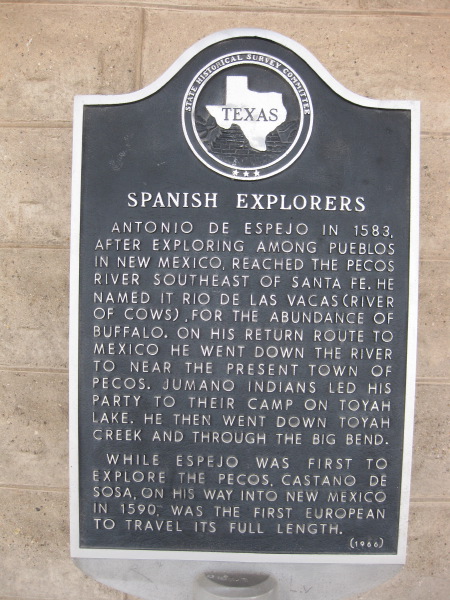 STATE HISTORICAL SURVEY COMMITTEE
TEXAS
SPANISH EXPLORERS
ANTONIO DE ESPEJO IN 1583,
AFTER EXPLORING AMONG PUEBLOS
IN NEW MEXICO, REACHED THE PECOS
RIVER SOUTHEAST OF SANTA FE. HE
NAMED IT RIO DE LAS VACAS (RIVER
OF COWS), FOR THE ABUNDANCE OF
BUFFALO. ON HIS RETURN ROUTE TO
MEXICO HE WENT DOWN THE RIVER
TO NEAR THE PRESENT TOWN OF
PECOS. JUMANO INDIANS LED HIS
PARTY TO THEIR CAMP ON TOYAH
LAKE. HE THEN WENT DOWN TOYAH
CREEK AND THROUGH THE BIG BEND.
WHILE ESPEJO WAS FIRST TO
EXPLORE THE PECOS, CASTANO DE
SOSA, ON HIS WAY INTO NEW MEXICO
IN 1590, WAS THE FIRST EUROPEAN
TO TRAVEL ITS FULL LENGTH.
(1966)